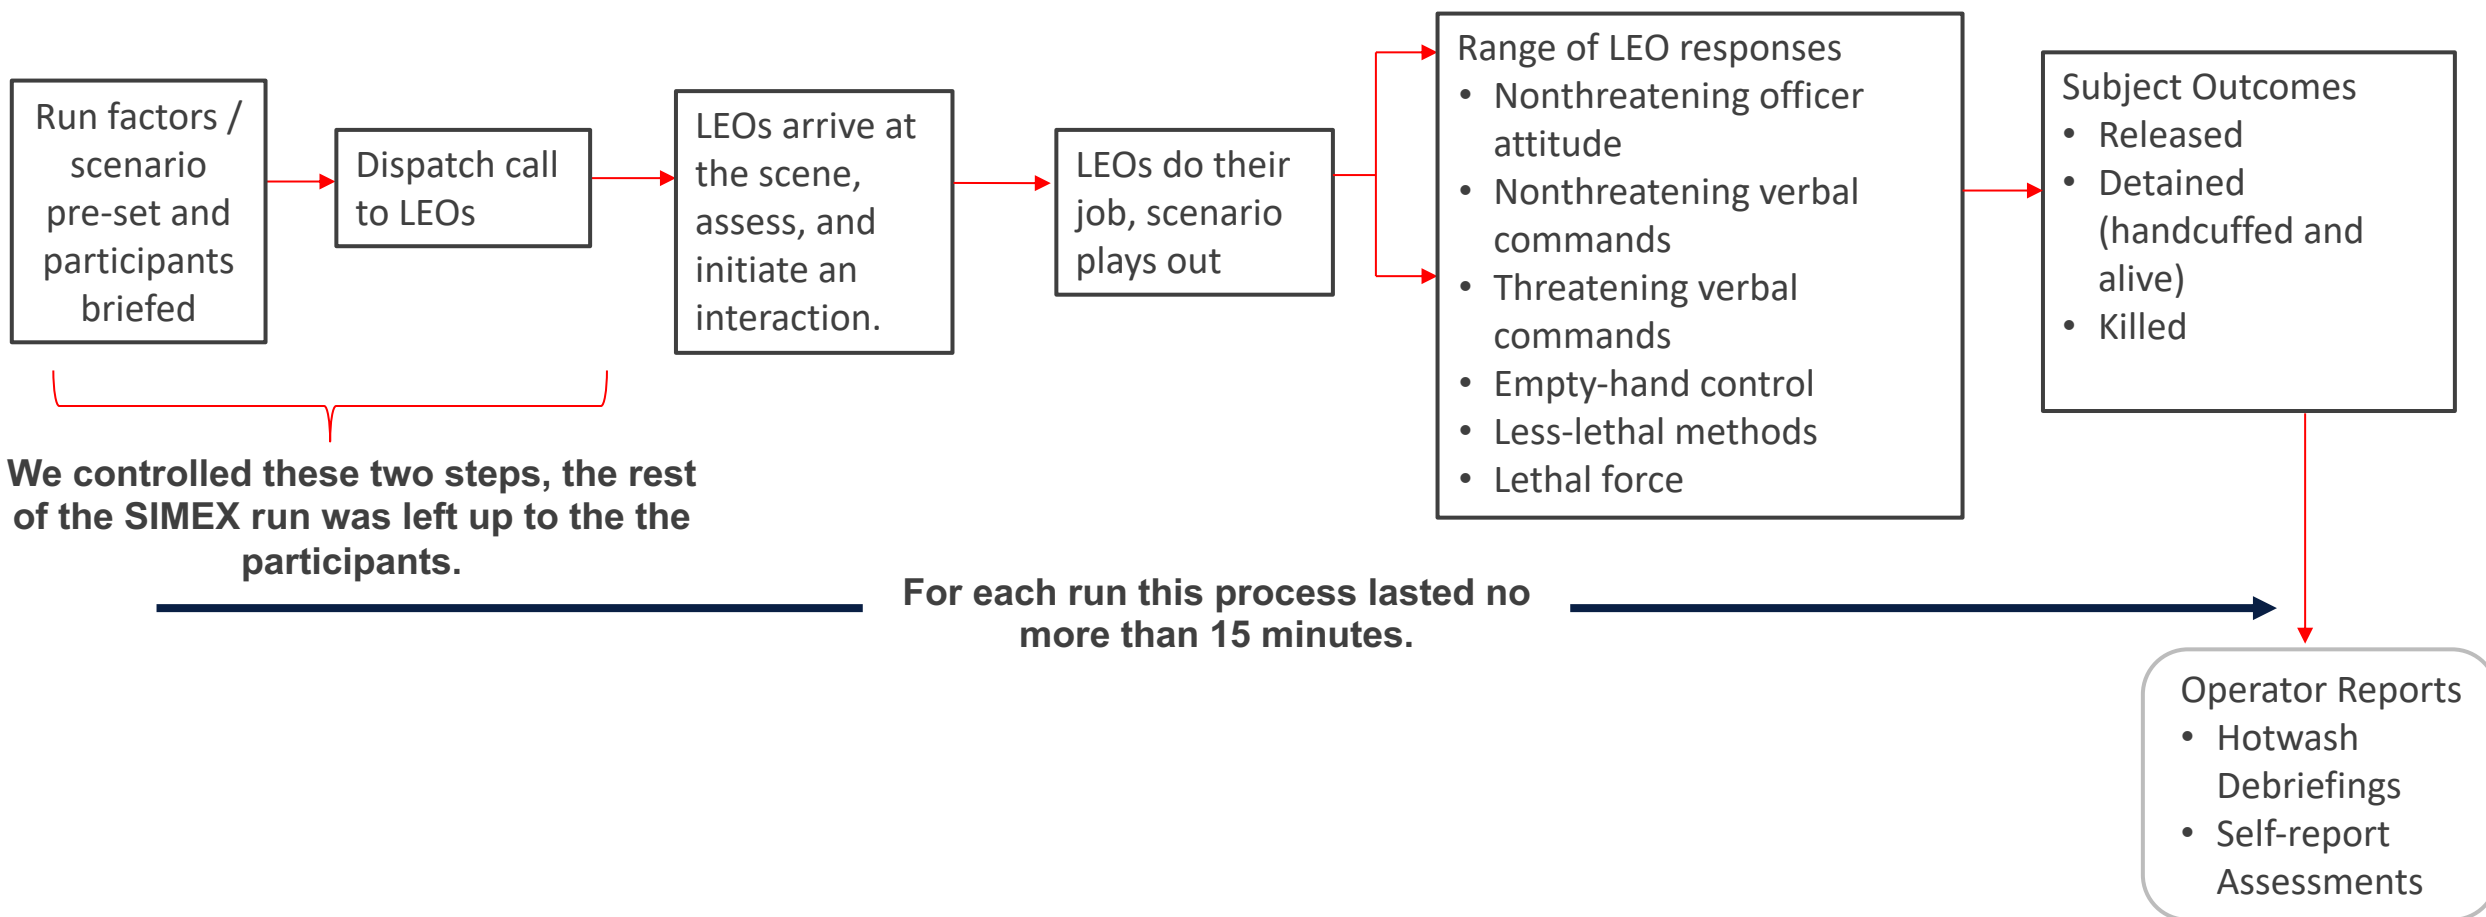 Run factors /
scenario
pre-set and
participants
briefed
Dispatch call
to LEOs
LEOs arrive at
the scene,
assess, and
initiate an
interaction.
LEOs do their
job, scenario
plays out
Range of LEO responses
• Nonthreatening officer
attitude
• Nonthreatening verbal
commands
• Threatening verbal
commands
• Empty-hand control
• Less-lethal methods
• Lethal force
Subject Outcomes
• Released
• Detained
(handcuffed and
alive)
• Killed
We controlled these two steps, the rest
of the SIMEX run was left up to the the
participants.
For each run this process lasted no
more than 15 minutes.
Operator Reports
• Hotwash
Debriefings
• Self-report
Assessments